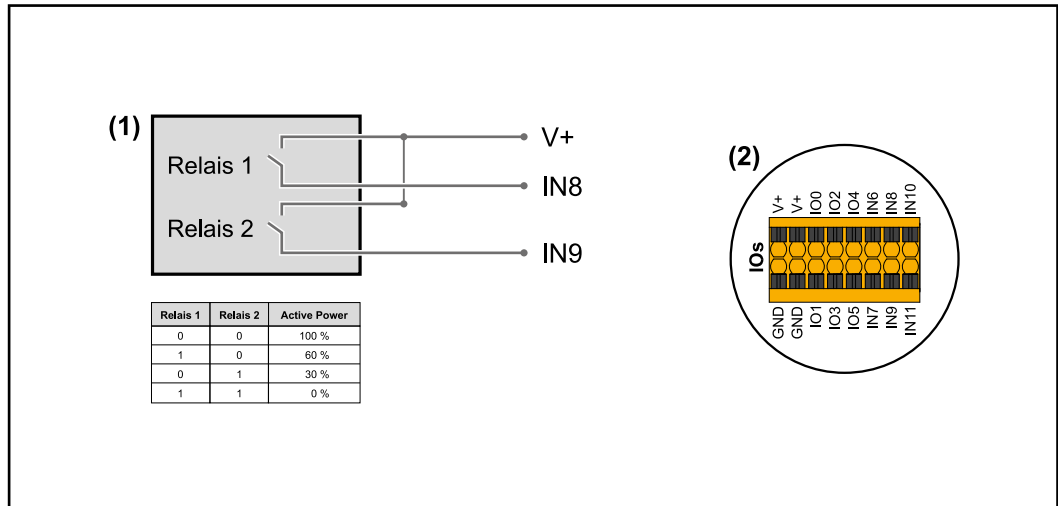 (1)
V+
Relais 1
IN8
Relais 2
IN9
Relais 1 Relais 2 Active Power
0 0 100 %
1 0 60 %
0 1 30 %
1 1 0 %
(2)
V+ V+ IO0 IO2 IO4 IN6 IN8 IN10
IOs
GND GND IO1 IO3 IO5 IN7 IN9 IN11